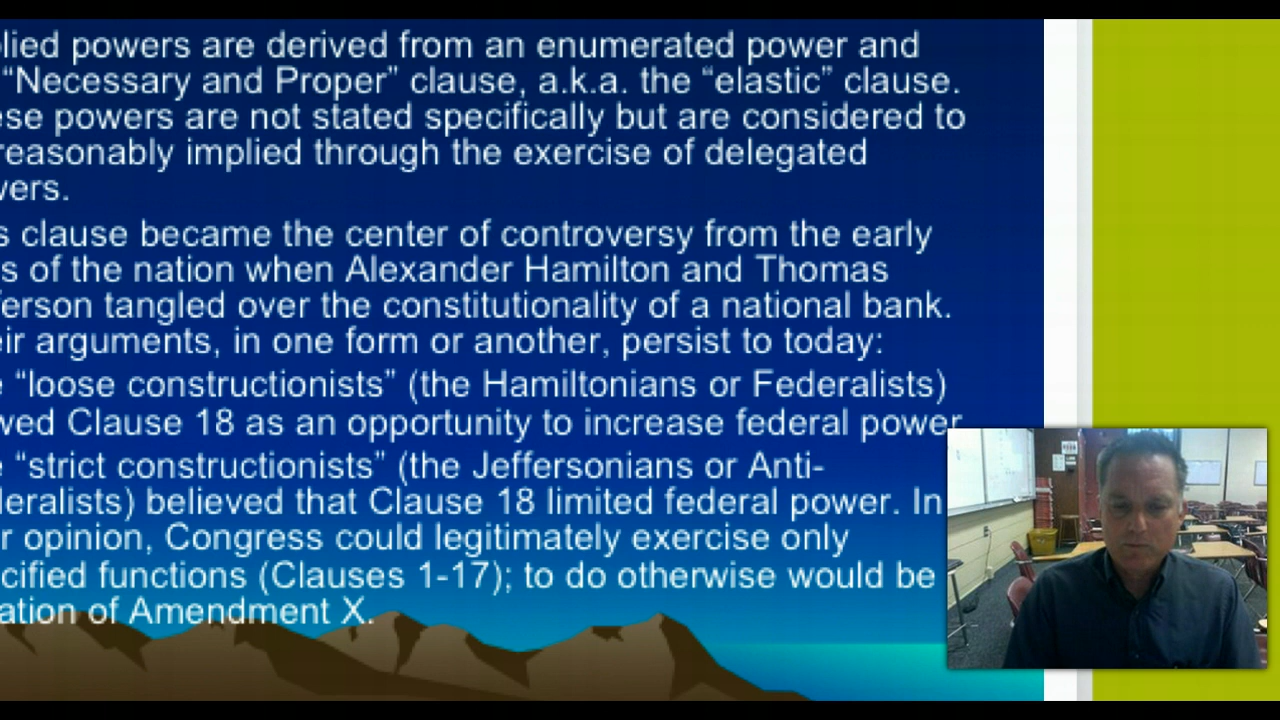 lied powers are derived from an enumerated power and
“Necessary and Proper” clause, a.k.a. the “elastic” clause.
ese powers are not stated specifically but are considered to
reasonably implied through the exercise of delegated
wers.
s clause became the center of controversy from the early
s of the nation when Alexander Hamilton and Thomas
ferson tangled over the constitutionality of a national bank.
eir arguments, in one form or another, persist to today:
e “loose constructionists” (the Hamiltonians or Federalists)
wed Clause 18 as an opportunity to increase federal power
e “strict constructionists” (the Jeffersonians or Anti-
deralists) believed that Clause 18 limited federal power. In
r opinion, Congress could legitimately exercise only
cified functions (Clauses 1-17); to do otherwise would be
ation of Amendment X.